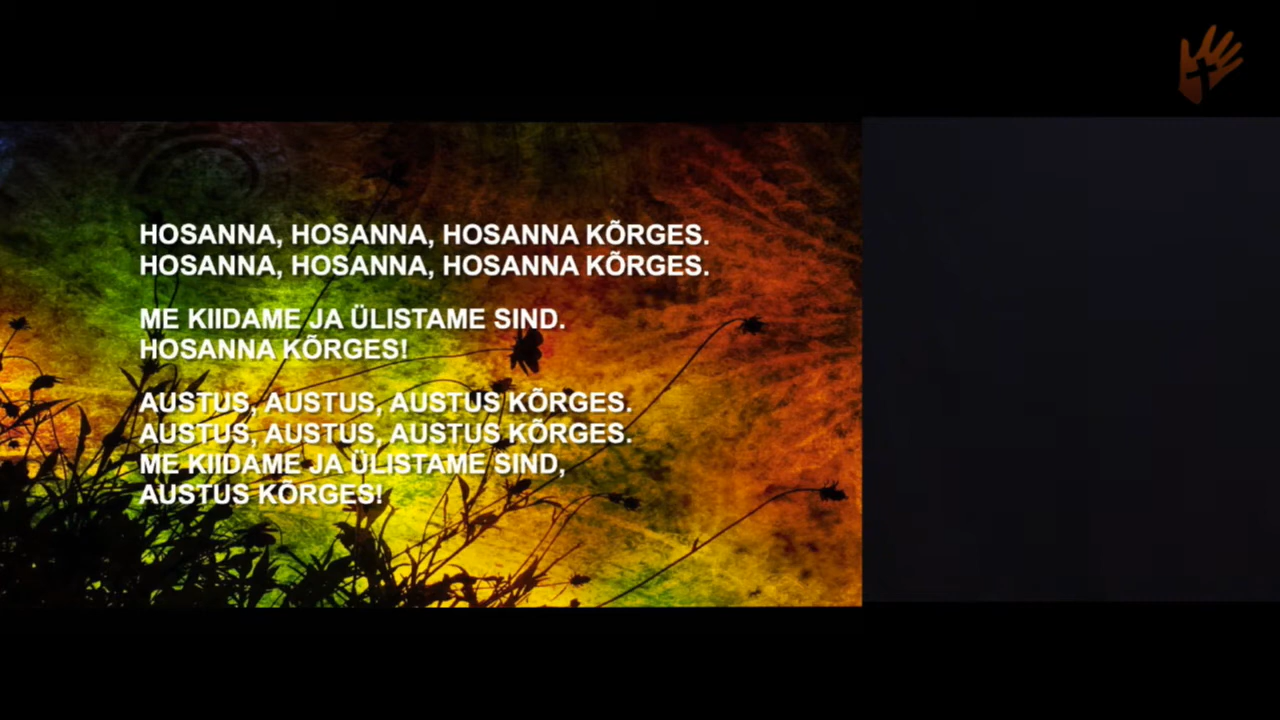 HOSANNA, HOSANNA, HOSANNA KÕRGES.
HOSANNA, HOSANNA, HOSANNA KÕRGES.
ME KIIDAME JA ÜLISTAME SIND.
HOSANNA KÕRGES!
AUSTUS, AUSTUS, AUSTUS KÕRGES.
AUSTUS, AUSTUS, AUSTUS KÕRGES.
ME KIIDAME JA ÜLISTAME SIND,
AUSTUS KÕRGES!